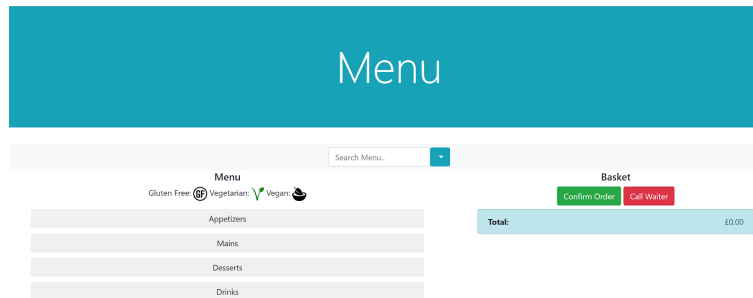 Menu
Search Menu..
Menu
Gluten Free: GF Vegetarian: Vegan:
Appetizers
Mains
Desserts
Drinks
Basket
Confirm Order Call Waiter
Total: £0.00